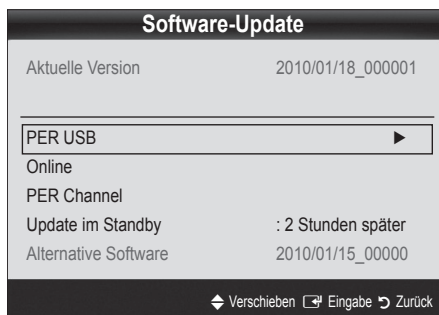 Software-Update
Aktuelle Version 2010/01/18_000001
PER USB ►
Online
PER Channel
Update im Standby : 2 Stunden später
Alternative Software 2010/01/15_00000
Verschieben Eingabe Zurück